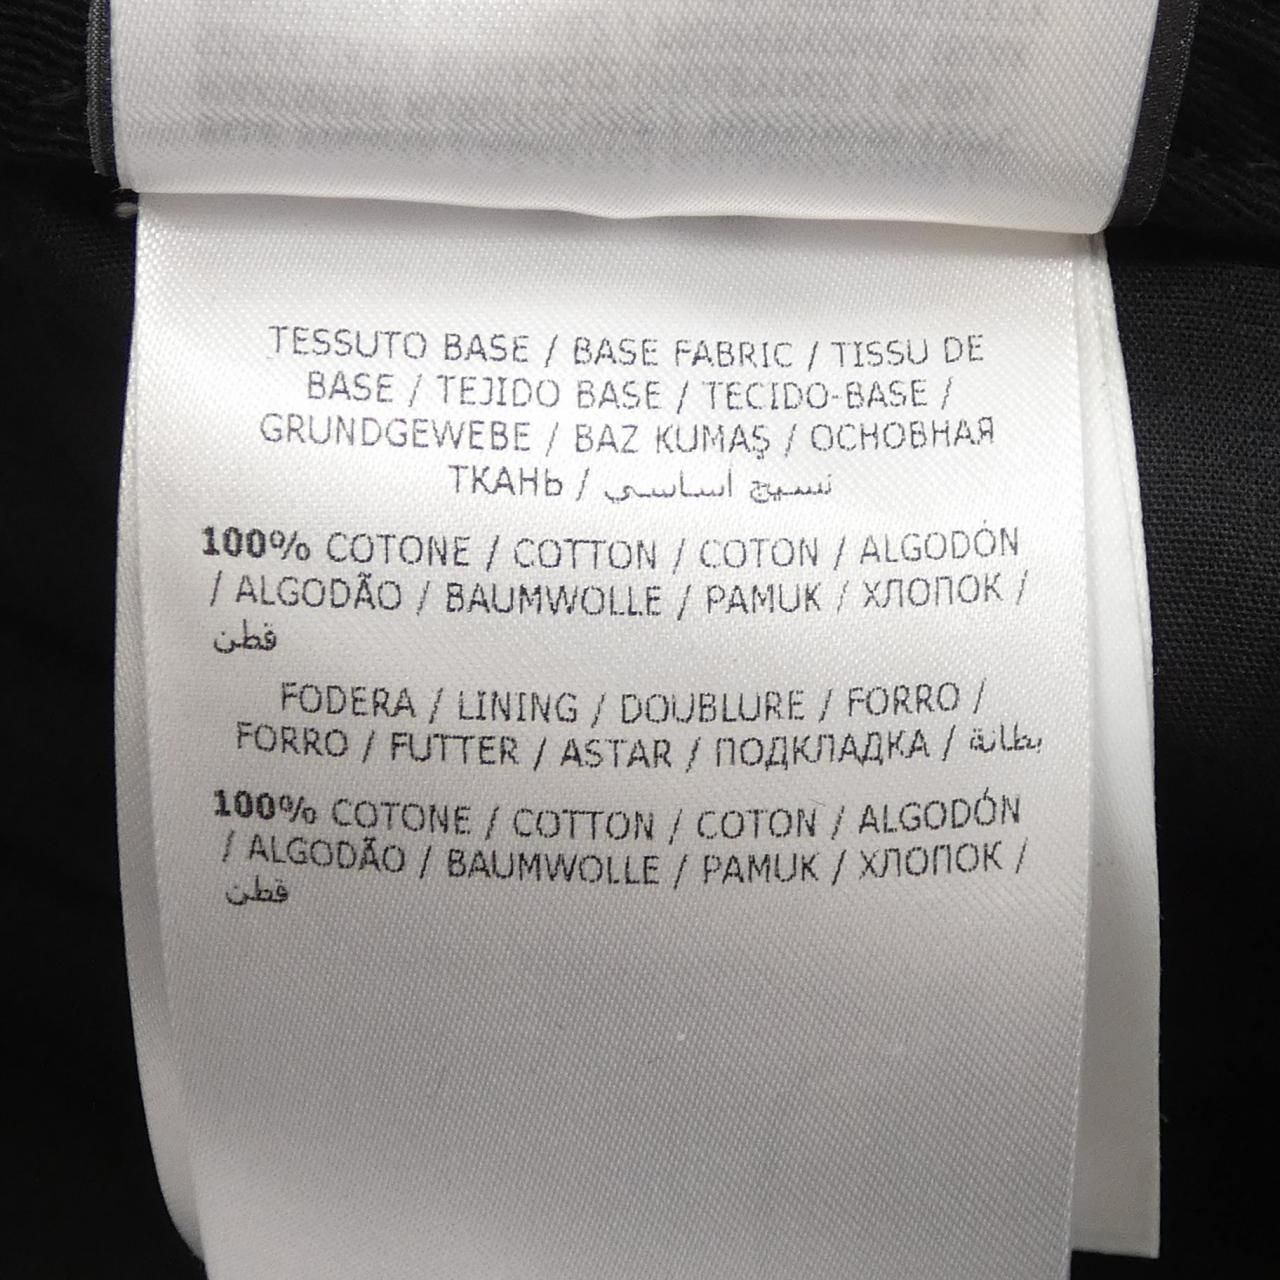 TESSUTO BASE / BASE FABRIC / TISSU DE
BASE / TEJIDO BASE / TECIDO-BASE /
GRUNDGEWEBE / BAZ KUMAŞ / ОСНОВНАЯ
ТКАНЬ / نسيج اساسي
100% COTONE / COTTON / COTON / ALGODÓN
/ ALGODÃO / BAUMWOLLE / PAMUK / ХЛОПОК /
قطن
FODERA / LINING / DOUBLURE / FORRO /
FORRO / FUTTER / ASTAR / ПОДКЛАДКА / بطانة
100% COTONE / COTTON / COTON / ALGODÓN
/ ALGODÃO / BAUMWOLLE / PAMUK / ХЛОПОК /
قطن